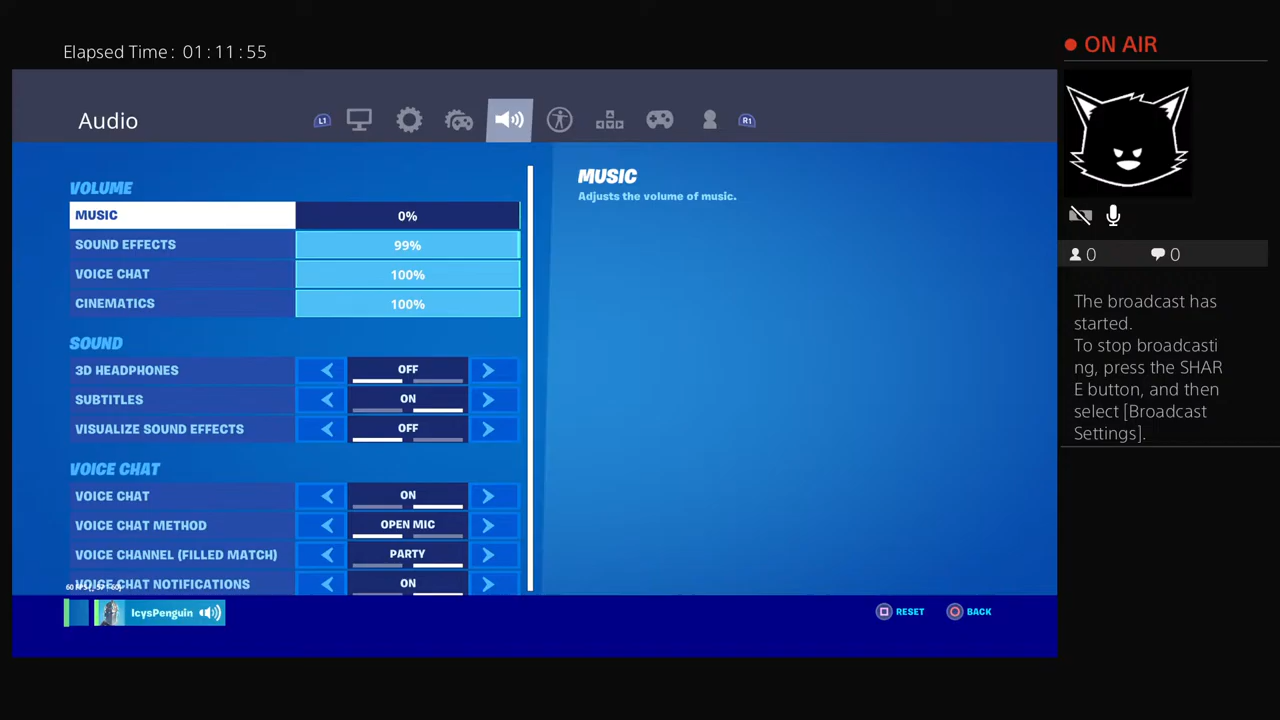 Elapsed Time: 01:11:55
ON AIR
Audio
L1
R1
VOLUME
MUSIC 0%
SOUND EFFECTS 99%
VOICE CHAT 100%
CINEMATICS 100%
SOUND
3D HEADPHONES OFF
SUBTITLES ON
VISUALIZE SOUND EFFECTS OFF
VOICE CHAT
VOICE CHAT ON
VOICE CHAT METHOD OPEN MIC
VOICE CHANNEL (FILLED MATCH) PARTY
VOICE CHAT NOTIFICATIONS ON
MUSIC
Adjusts the volume of music.
0 0
The broadcast has
started.
To stop broadcasti
ng, press the SHAR
E button, and then
select [Broadcast
Settings].
60 FPS
IcysPenguin
RESET BACK